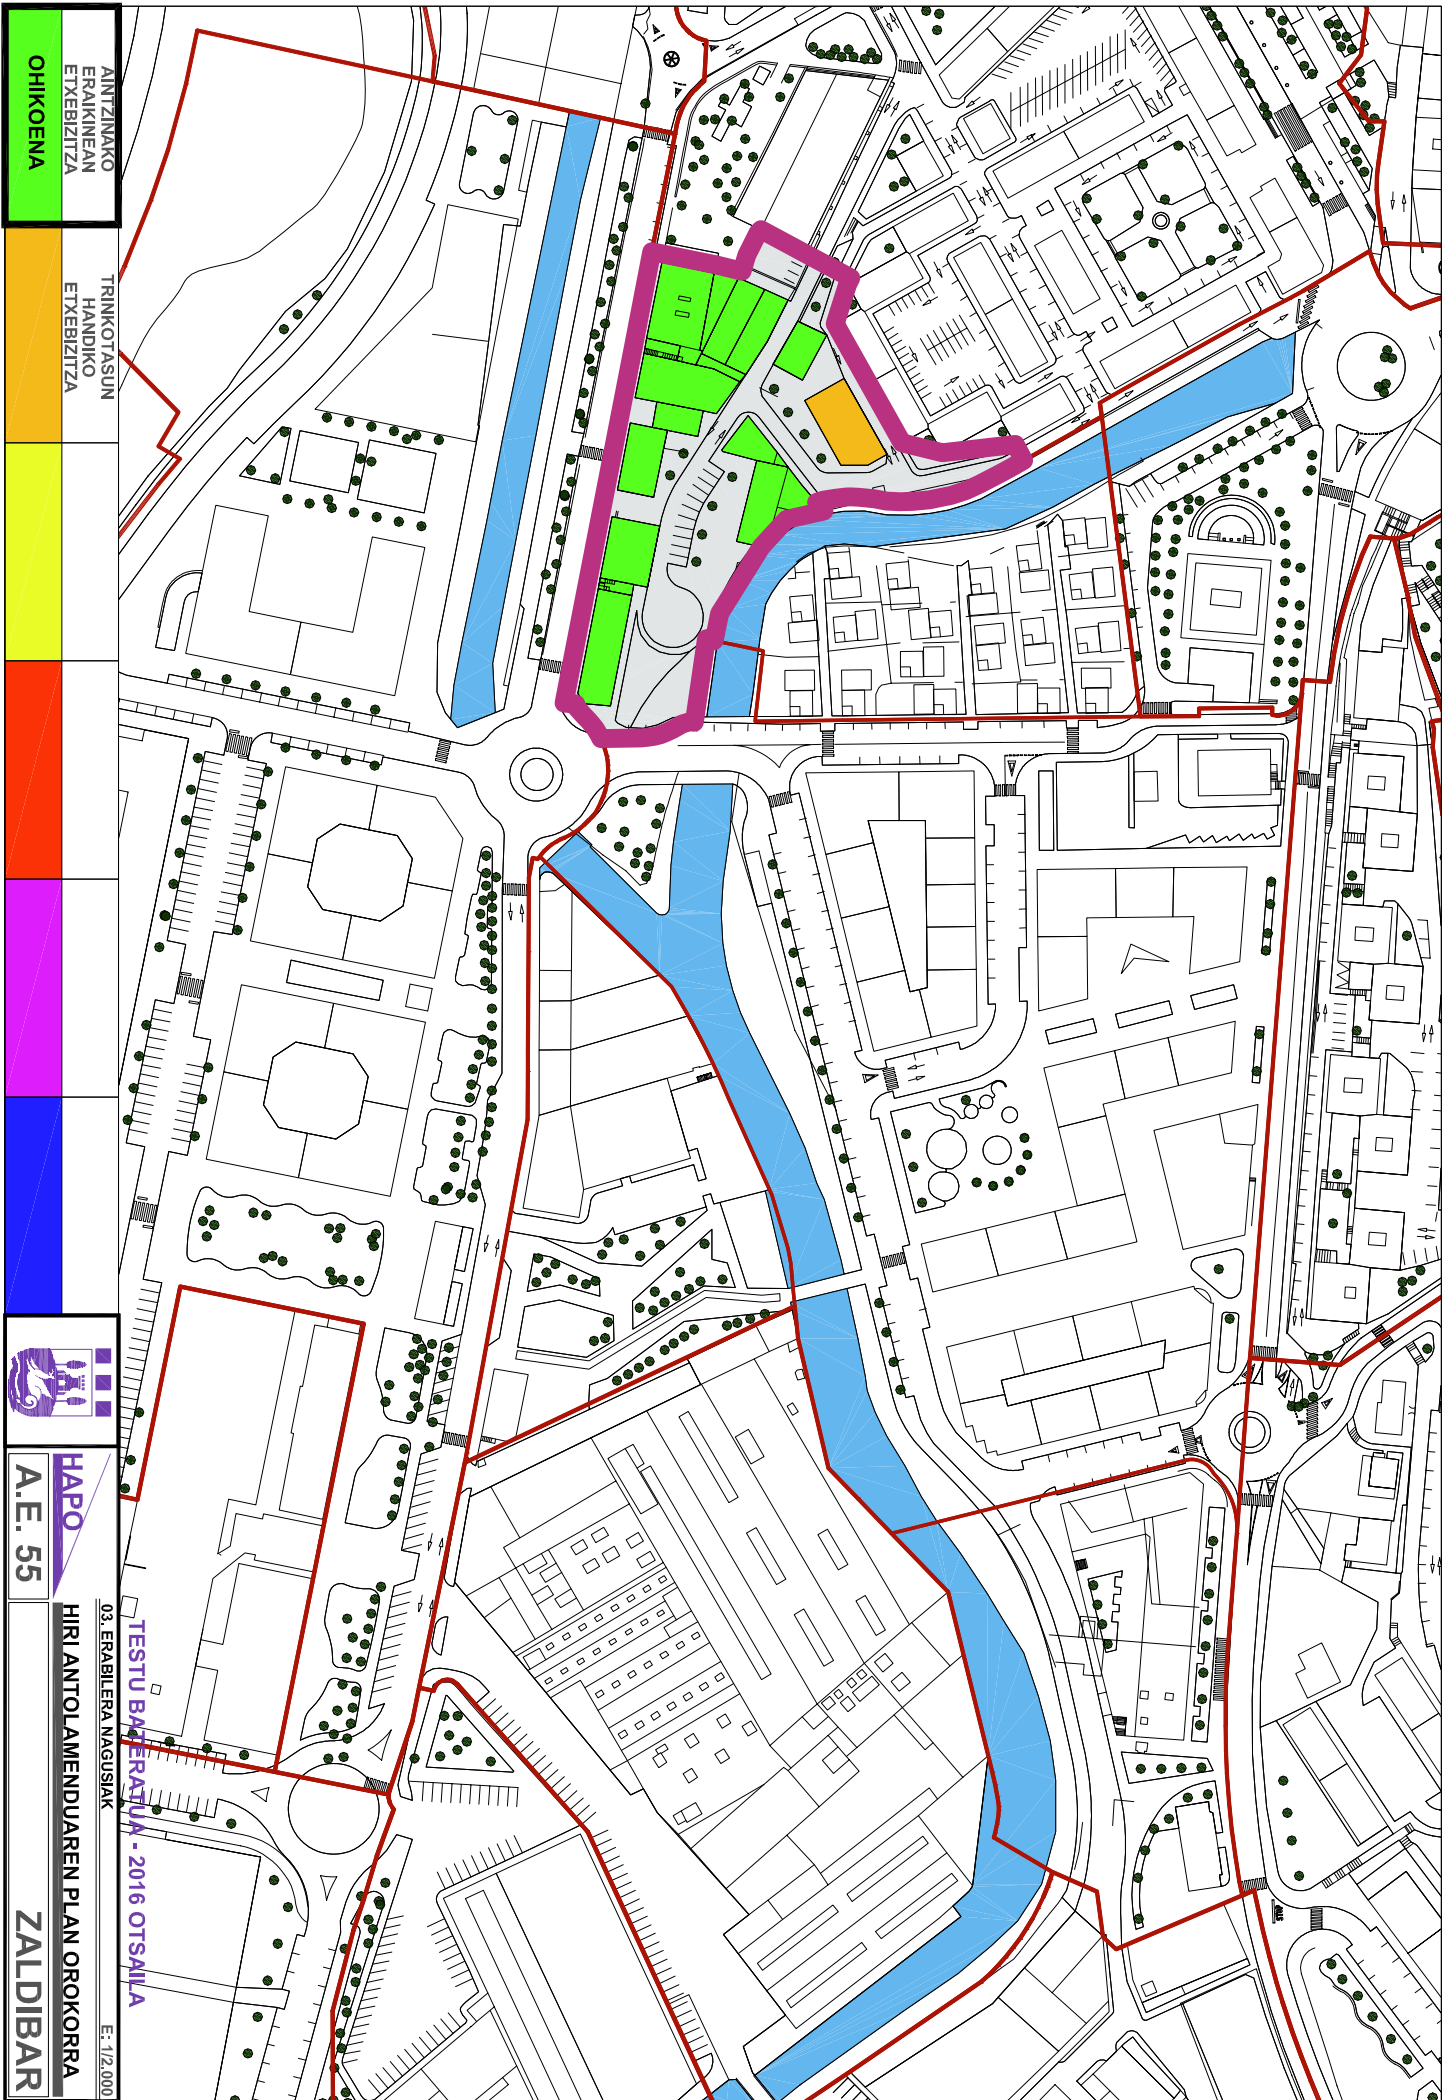 AINTZINAKO
ERAIKINEAN
ETXEBIZITZA
OHIKOENA
TRINKOTASUN
HANDIKO
ETXEBIZITZA
HAPO
A.E. 55
TESTU BATERATUA - 2016 OTSAILA
03. ERABILERA NAGUSIAK
E: 1/2.000
HIRI ANTOLAMENDUAREN PLAN OROKORRA
ZALDIBAR